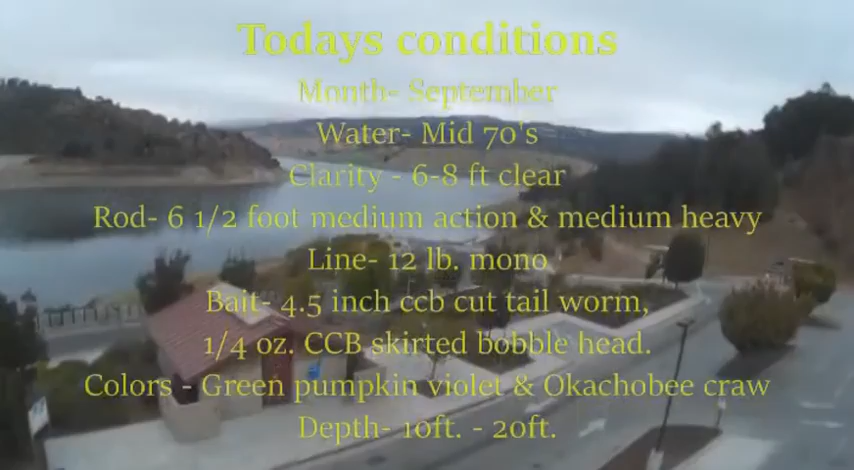 Todays conditions
Month- September
Water- Mid 70's
Clarity - 6-8 ft clear
Rod- 6 1/2 foot medium action & medium heavy
Line- 12 lb. mono
Bait- 4.5 inch ccb cut tail worm,
1/4 oz. CCB skirted bobble head.
Colors - Green pumpkin violet & Okachobee craw
Depth- 10ft. - 20ft.